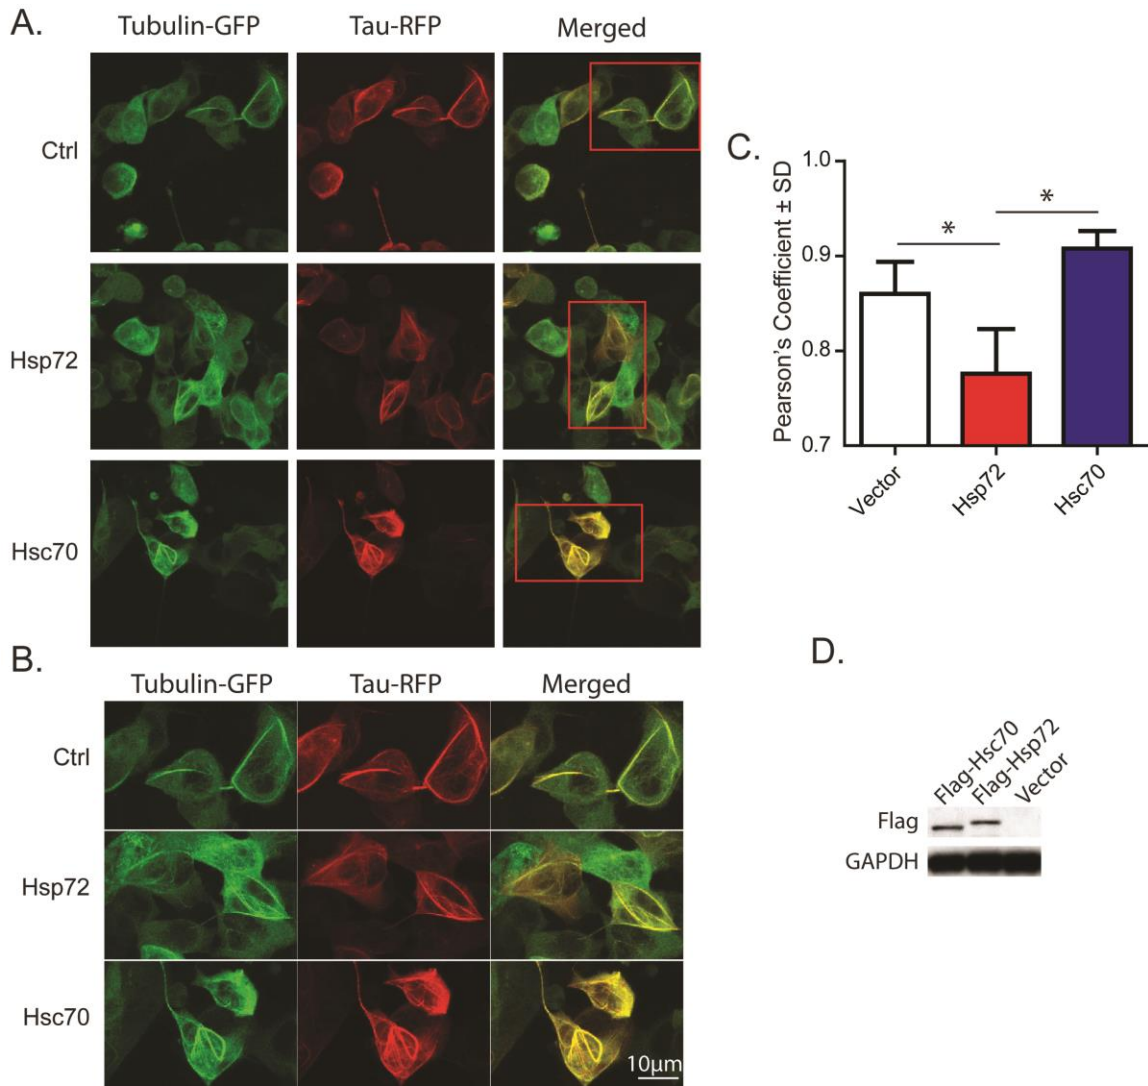 A.
Tubulin-GFP Tau-RFP Merged
Ctrl
Hsp72
Hsc70
B.
Tubulin-GFP Tau-RFP Merged
Ctrl
Hsp72
Hsc70
10μm
C.
Pearson's Coefficient ± SD
1.0
0.9
0.8
0.7
* *
Vector Hsp72 Hsc70
D.
Flag-Hsc70 Flag-Hsp72 Vector
Flag
GAPDH